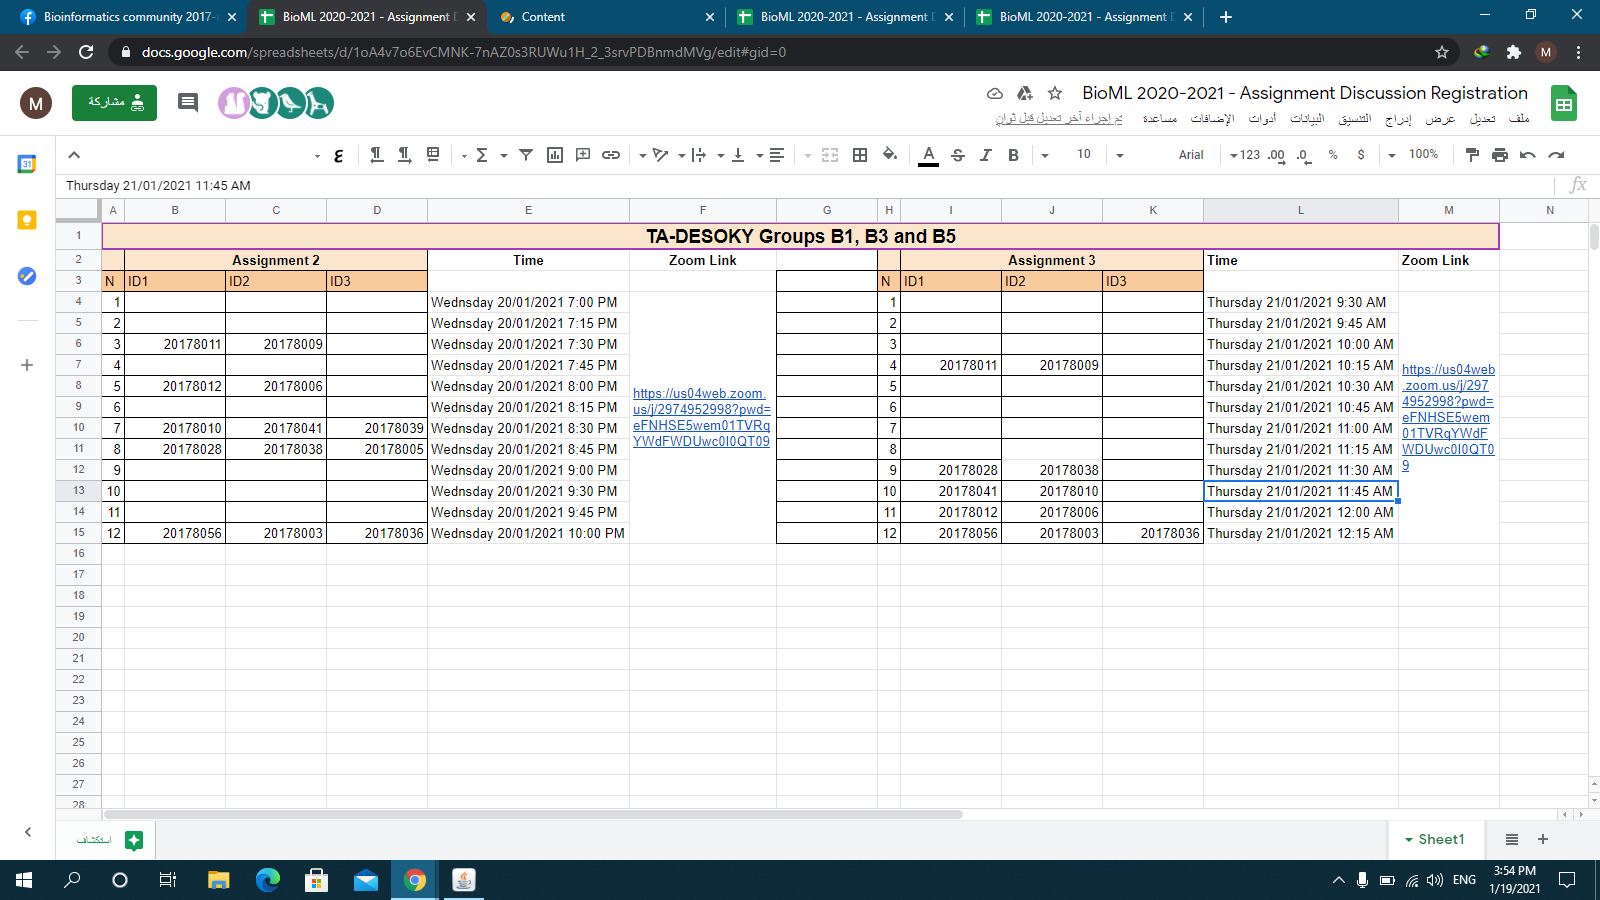 Bioinformatics community 2017-
BioML 2020-2021 - Assignment D
Content
BioML 2020-2021 - Assignment D
BioML 2020-2021 - Assignment D
docs.google.com/spreadsheets/d/1oA4v7o6EvCMNK-7nAZ0s3RUWu1H_2_3srvPDBnmdMVg/edit#gid=0
M
M
مشاركة
BioML 2020-2021 - Assignment Discussion Registration
ملف تعديل عرض إدراج التنسيق البيانات أدوات الإضافات مساعدة تم إجراء آخر تعديل قبل ثوانٍ
10 Arial 123 .00 .0 % $ 100%
Thursday 21/01/2021 11:45 AM
fx
A B C D E F G H I J K L M N
1 TA-DESOKY Groups B1, B3 and B5
2 Assignment 2 Time Zoom Link Assignment 3 Time Zoom Link
3 N ID1 ID2 ID3 N ID1 ID2 ID3
4 1 Wednsday 20/01/2021 7:00 PM 1 Thursday 21/01/2021 9:30 AM
5 2 Wednsday 20/01/2021 7:15 PM 2 Thursday 21/01/2021 9:45 AM
6 3 20178011 20178009 Wednsday 20/01/2021 7:30 PM 3 Thursday 21/01/2021 10:00 AM
7 4 Wednsday 20/01/2021 7:45 PM 4 20178011 20178009 Thursday 21/01/2021 10:15 AM
8 5 20178012 20178006 Wednsday 20/01/2021 8:00 PM 5 Thursday 21/01/2021 10:30 AM
9 6 Wednsday 20/01/2021 8:15 PM 6 Thursday 21/01/2021 10:45 AM
10 7 20178010 20178041 20178039 Wednsday 20/01/2021 8:30 PM 7 Thursday 21/01/2021 11:00 AM
11 8 20178028 20178038 20178005 Wednsday 20/01/2021 8:45 PM 8 Thursday 21/01/2021 11:15 AM
12 9 Wednsday 20/01/2021 9:00 PM 9 20178028 20178038 Thursday 21/01/2021 11:30 AM
13 10 Wednsday 20/01/2021 9:30 PM 10 20178041 20178010 Thursday 21/01/2021 11:45 AM
14 11 Wednsday 20/01/2021 9:45 PM 11 20178012 20178006 Thursday 21/01/2021 12:00 AM
15 12 20178056 20178003 20178036 Wednsday 20/01/2021 10:00 PM 12 20178056 20178003 20178036 Thursday 21/01/2021 12:15 AM
https://us04web.zoom.
us/j/2974952998?pwd=
eFNHSE5wem01TVRq
YWdFWDUwc0l0QT09
https://us04web
.zoom.us/j/297
4952998?pwd=
eFNHSE5wem
01TVRqYWdF
WDUwc0l0QT0
9
16
17
18
19
20
21
22
23
24
25
26
27
28
استكشاف
Sheet1
ENG
3:54 PM
1/19/2021